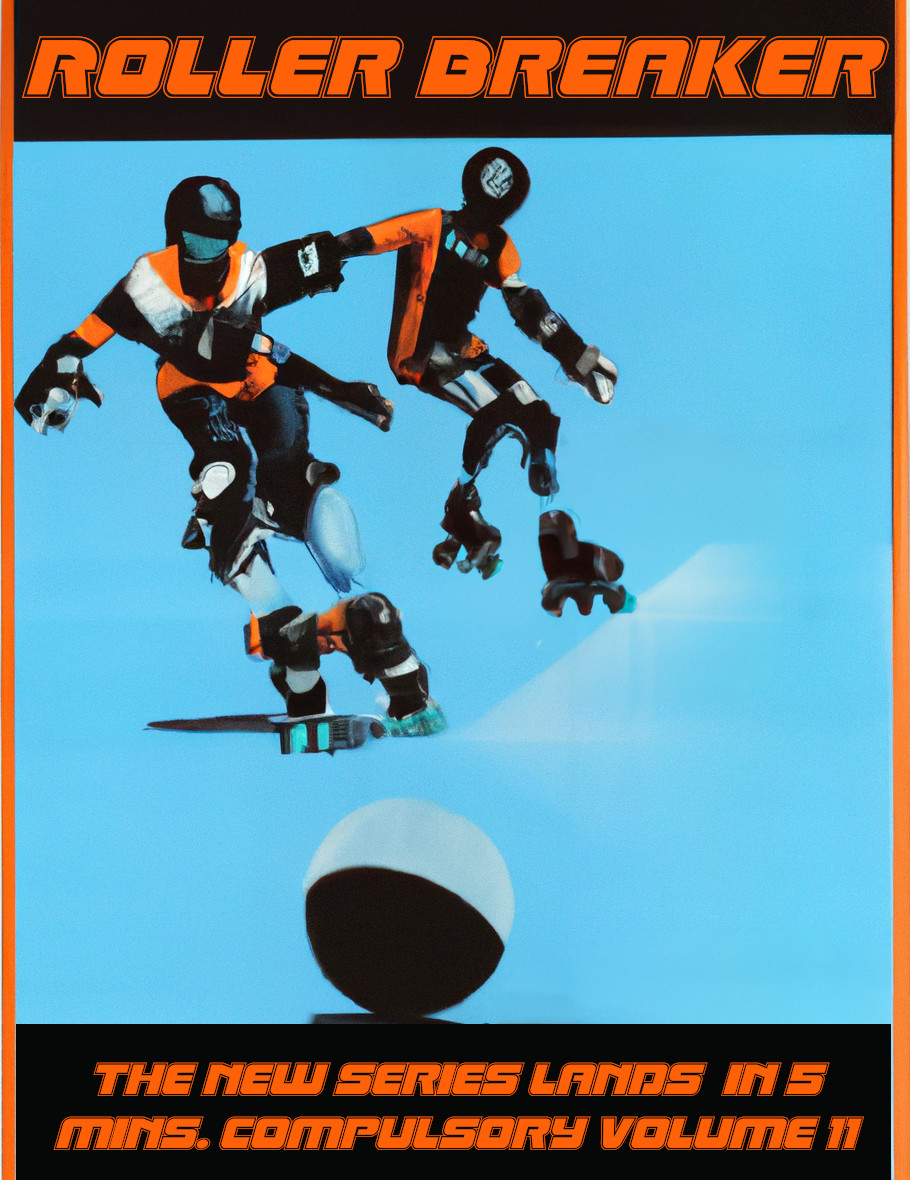 ROLLER BREAKER
THE NEW SERIES LANDS IN 5
MINS. COMPULSORY VOLUME 11